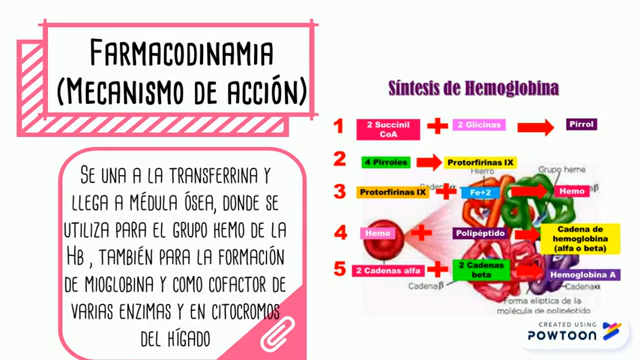 Farmacodinamia
(Mecanismo de acción)
Se una a la transferrina y
llega a médula ósea, donde se
utiliza para el grupo hemo de la
Hb , también para la formación
de mioglobina y como cofactor de
varias enzimas y en citocromos
del hígado
Síntesis de Hemoglobina
1 2 Succinil CoA + 2 Glicinas Pirrol
2 4 Pirroles Protorfirinas IX
Hierro Grupo heme
3 Protorfirinas IX + Fe+2 Hemo
4 Hemo + Polipéptido Cadena de hemoglobina (alfa o beta)
5 2 Cadenas alfa + 2 Cadenas beta Hemoglobina A
Cadenaβ Cadenaα
Forma elíptica de la
molécula de polipéptido
CREATED USING
POWTOON